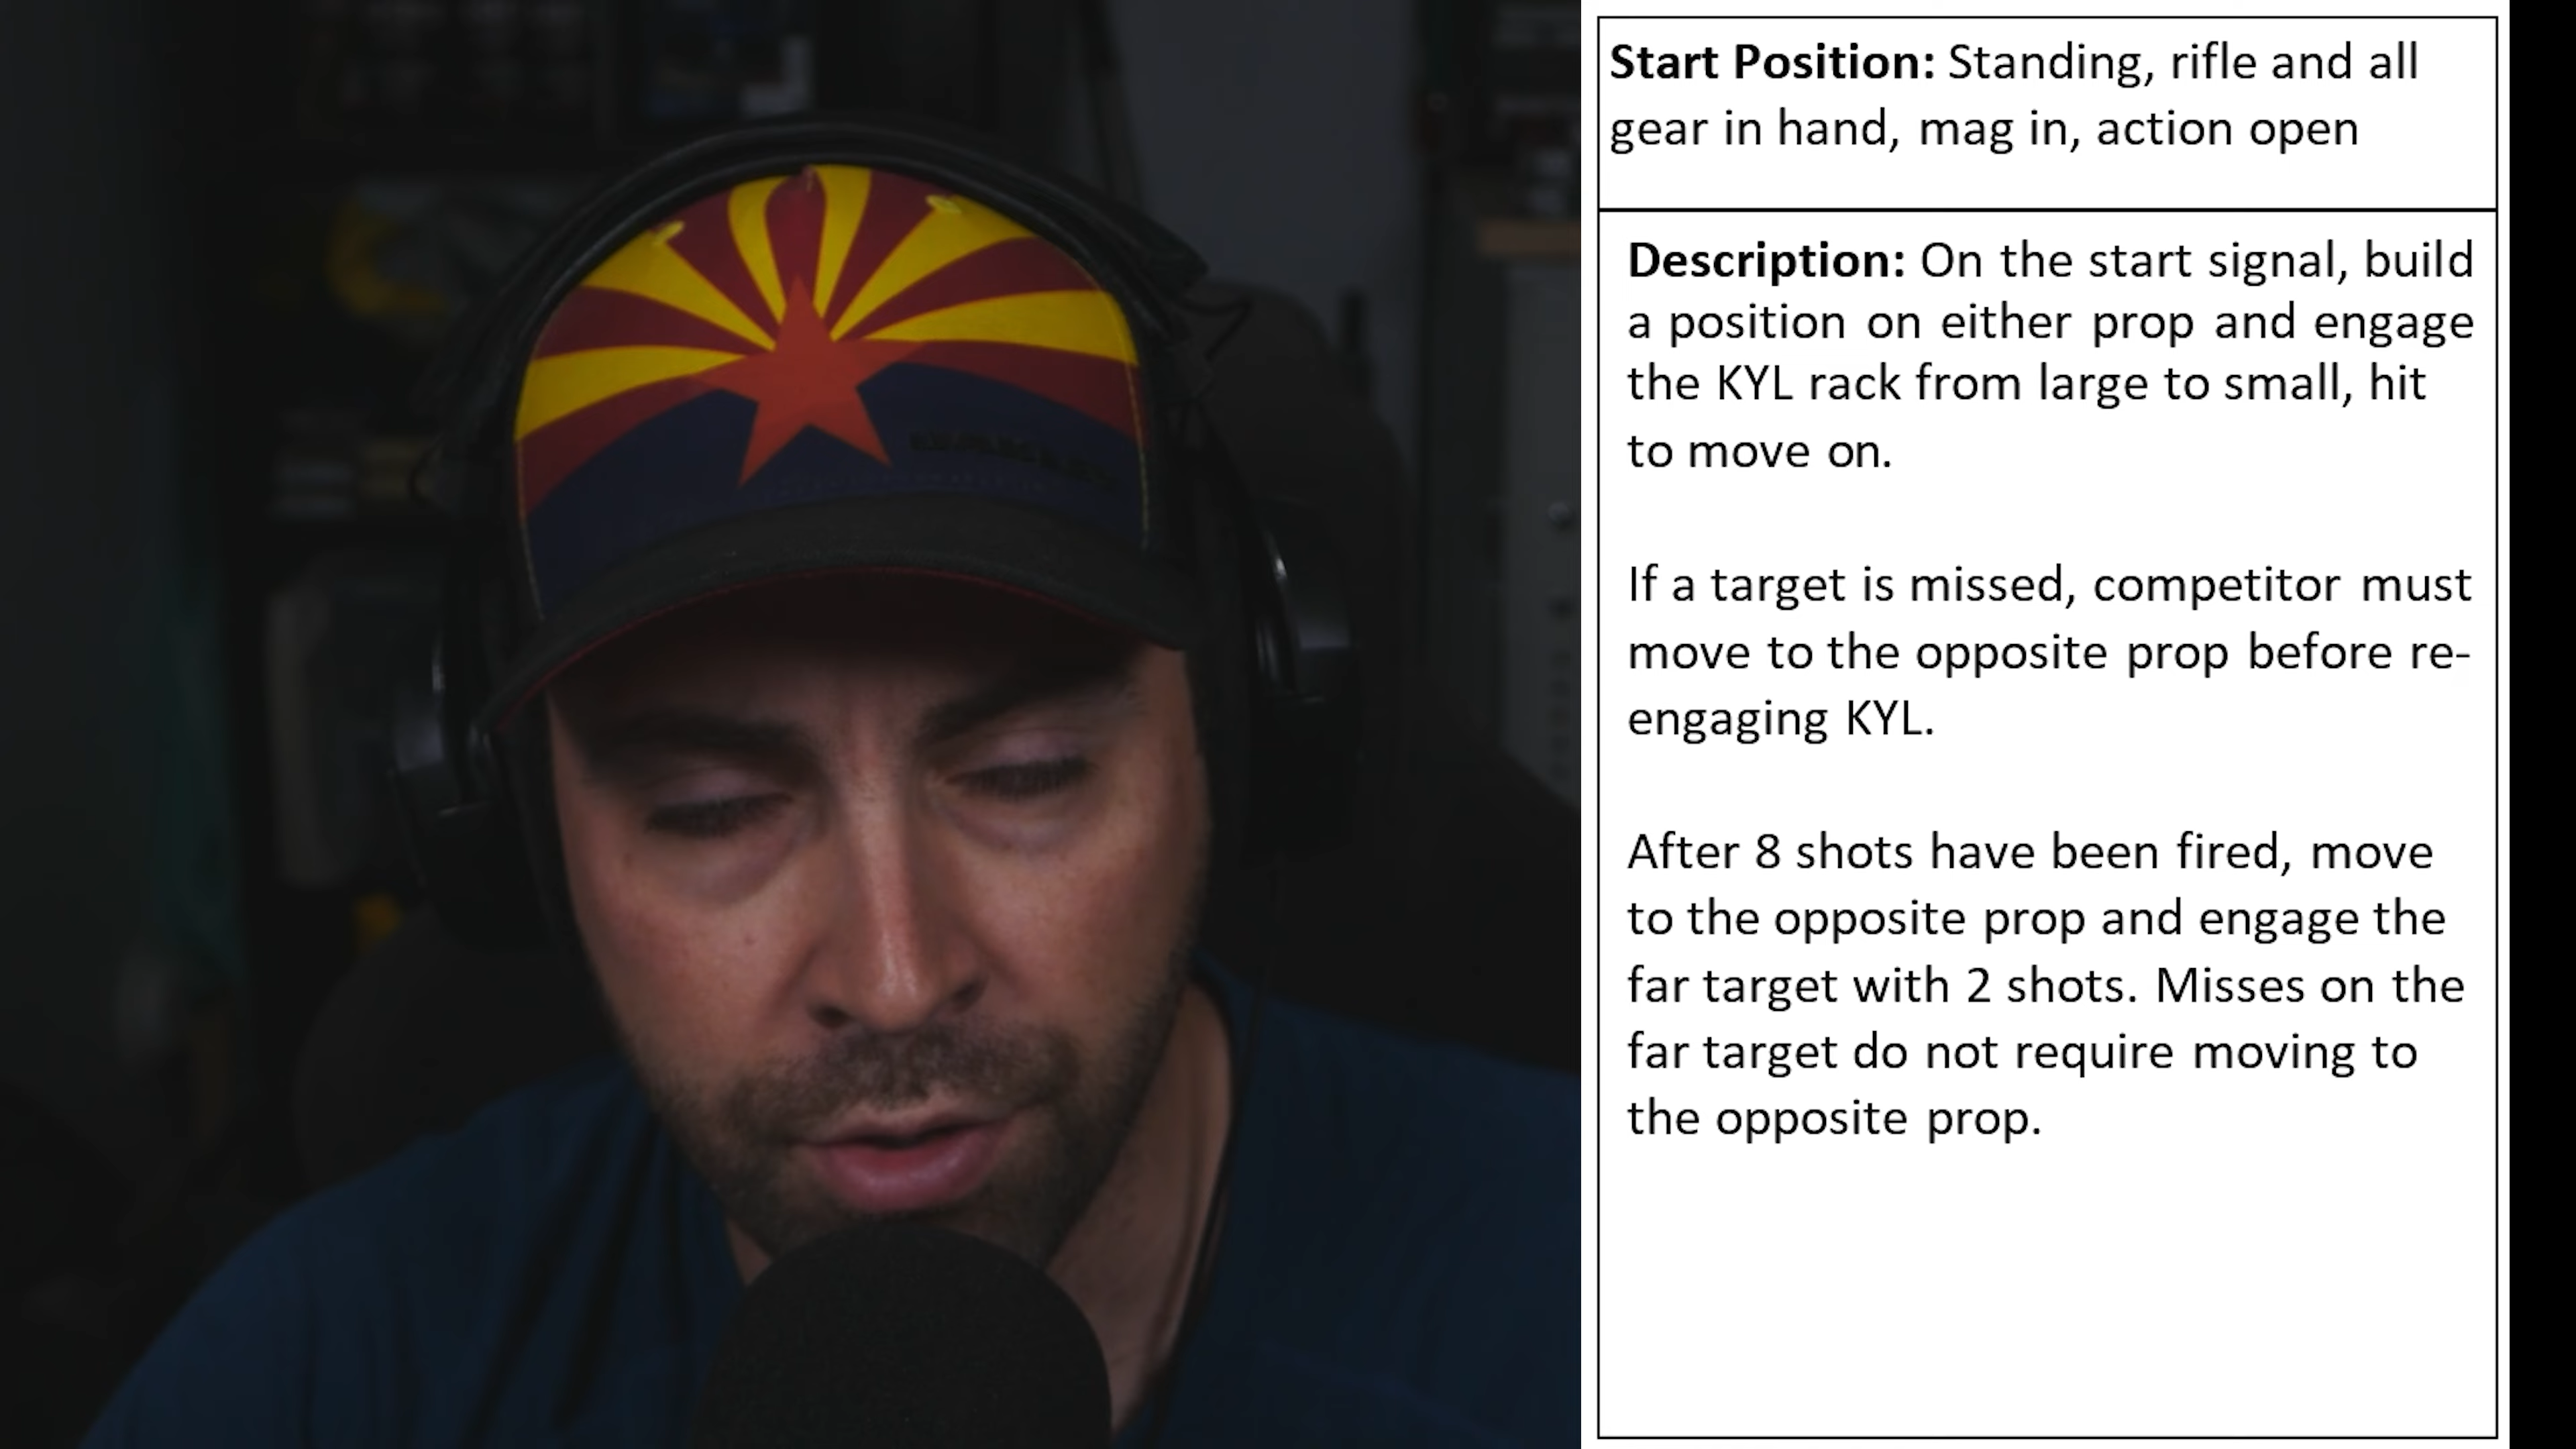 Start Position: Standing, rifle and all
gear in hand, mag in, action open
Description: On the start signal, build
a position on either prop and engage
the KYL rack from large to small, hit
to move on.
If a target is missed, competitor must
move to the opposite prop before re-
engaging KYL.
After 8 shots have been fired, move
to the opposite prop and engage the
far target with 2 shots. Misses on the
far target do not require moving to
the opposite prop.